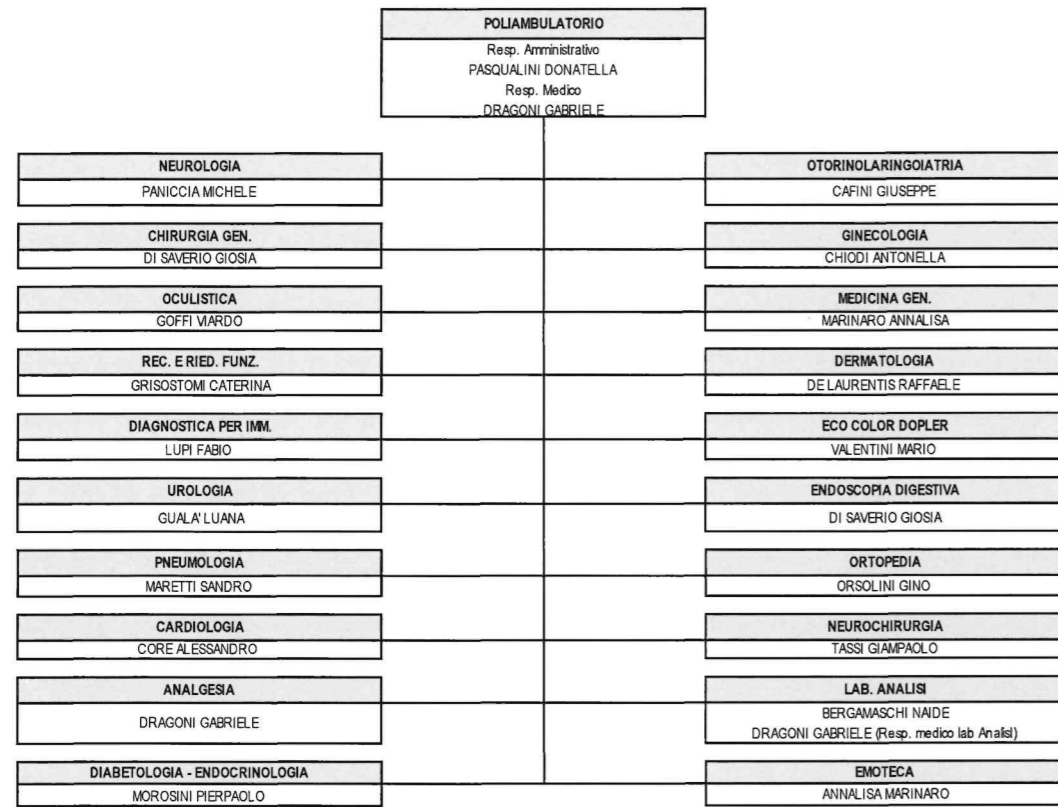 POLIAMBULATORIO
Resp. Amministrativo
PASQUALINI DONATELLA
Resp. Medico
DRAGONI GABRIELE
NEUROLOGIA
PANICCIA MICHELE
OTORINOLARINGOIATRIA
CAFINI GIUSEPPE
CHIRURGIA GEN.
DI SAVERIO GIOSIA
GINECOLOGIA
CHIODI ANTONELLA
OCULISTICA
GOFFI VIARDO
MEDICINA GEN.
MARINARO ANNALISA
REC. E RIED. FUNZ.
GRISOSTOMI CATERINA
DERMATOLOGIA
DE LAURENTIS RAFFAELE
DIAGNOSTICA PER IMM.
LUPI FABIO
ECO COLOR DOPLER
VALENTINI MARIO
UROLOGIA
GUALA' LUANA
ENDOSCOPIA DIGESTIVA
DI SAVERIO GIOSIA
PNEUMOLOGIA
MARETTI SANDRO
ORTOPEDIA
ORSOLINI GINO
CARDIOLOGIA
CORE ALESSANDRO
NEUROCHIRURGIA
TASSI GIAMPAOLO
ANALGESIA
DRAGONI GABRIELE
LAB. ANALISI
BERGAMASCHI NAIDE
DRAGONI GABRIELE (Resp. medico lab Analisl)
DIABETOLOGIA - ENDOCRINOLOGIA
MOROSINI PIERPAOLO
EMOTECA
ANNALISA MARINARO